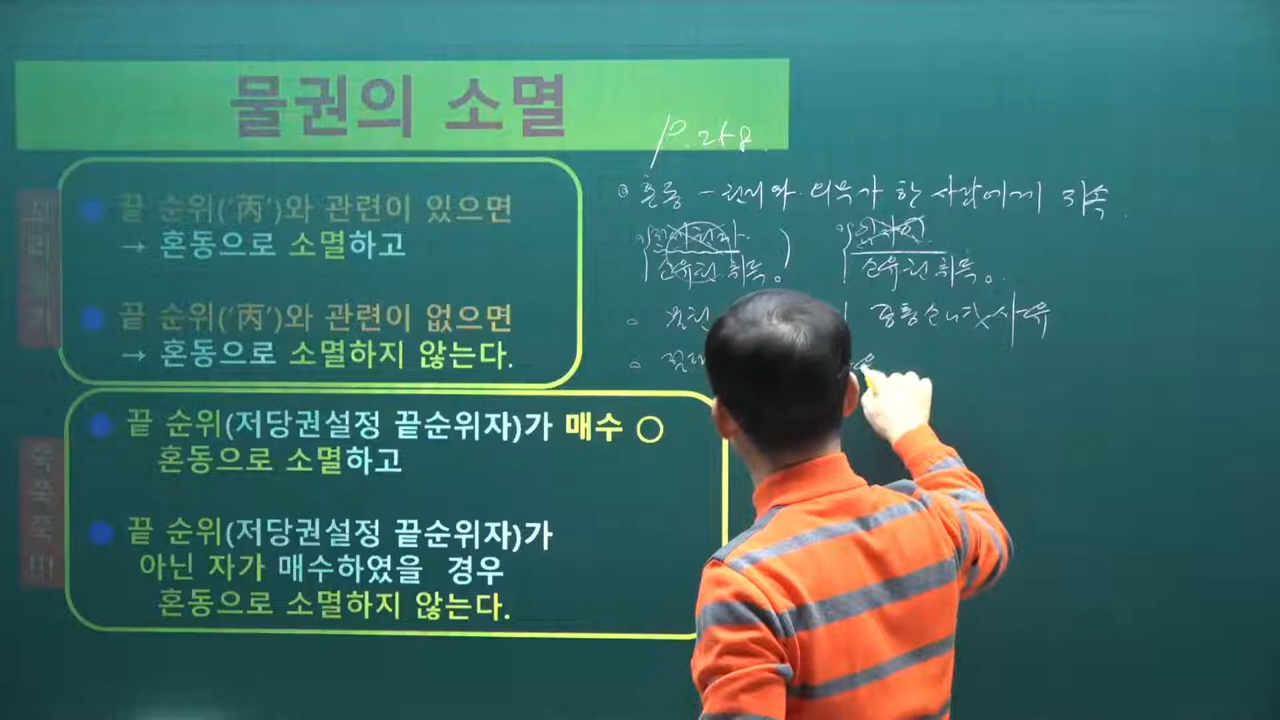 물권의 소멸
끝 순위('丙')와 관련이 있으면
→ 혼동으로 소멸하고
끝 순위('丙')와 관련이 없으면
→ 혼동으로 소멸하지 않는다.
끝 순위(저당권설정 끝순위자)가 매수 ○
혼동으로 소멸하고
끝 순위(저당권설정 끝순위자)가
아닌 자가 매수하였을 경우
혼동으로 소멸하지 않는다.
P. 218.
혼동 - 권리와 의무가 한 사람에게 귀속.
소유권 취득。
소유권 취득。
공통소멸사유